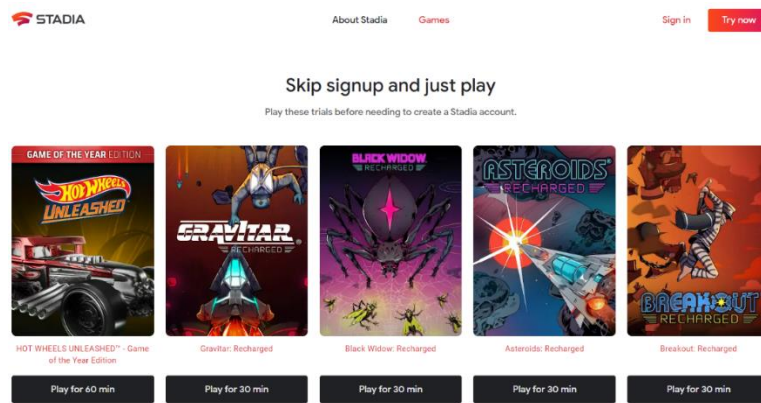 STADIA
About Stadia
Games
Sign in
Try now
Skip signup and just play
Play these trials before needing to create a Stadia account.
GAME OF THE YEAR EDITION
HOT WHEELS
UNLEASHED
GRAVITAR
RECHARGED
BLACK WIDOW
RECHARGED
ASTEROIDS
RECHARGED
BREAKOUT
RECHARGED
HOT WHEELS UNLEASHED™ - Game
of the Year Edition
Gravitar: Recharged
Black Widow: Recharged
Asteroids: Recharged
Breakout: Recharged
Play for 60 min
Play for 30 min
Play for 30 min
Play for 30 min
Play for 30 min